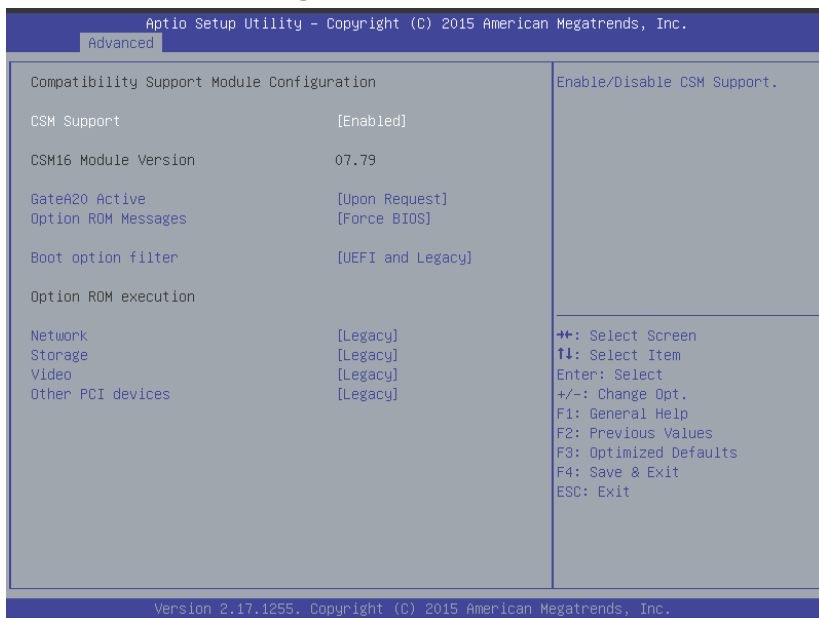 Aptio Setup Utility – Copyright (C) 2015 American Megatrends, Inc.
Advanced
Compatibility Support Module Configuration
CSM Support [Enabled]
CSM16 Module Version 07.79
GateA20 Active [Upon Request]
Option ROM Messages [Force BIOS]
Boot option filter [UEFI and Legacy]
Option ROM execution
Network [Legacy]
Storage [Legacy]
Video [Legacy]
Other PCI devices [Legacy]
Enable/Disable CSM Support.
→←: Select Screen
↑↓: Select Item
Enter: Select
+/-: Change Opt.
F1: General Help
F2: Previous Values
F3: Optimized Defaults
F4: Save & Exit
ESC: Exit
Version 2.17.1255. Copyright (C) 2015 American Megatrends, Inc.